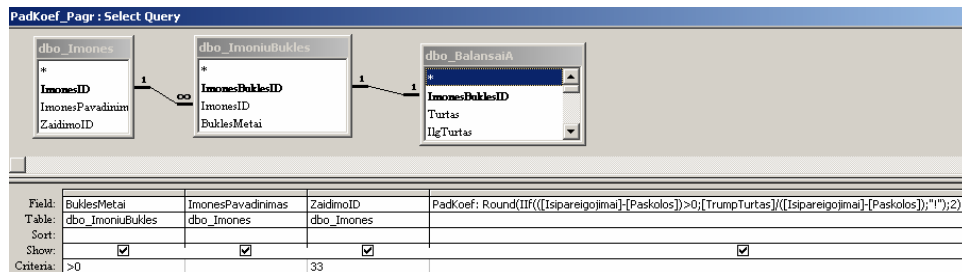 PadKoef_Pagr : Select Query
dbo_Imones
*
ImonesID
ImonesPavadinim
ZaidimoID
1
∞
dbo_ImoniuBukles
*
ImonesBuklesID
ImonesID
BuklesMetai
1
1
dbo_BalansaiA
*
ImonesBuklesID
Turtas
IlgTurtas
Field: BuklesMetai ImonesPavadinimas ZaidimoID PadKoef: Round(IIf(([Isipareigojimai]-[Paskolos])>0;[TrumpTurtas]/([Isipareigojimai]-[Paskolos]);"!");2)
Table: dbo_ImoniuBukles dbo_Imones dbo_Imones
Sort:
Show:
Criteria: >0 33